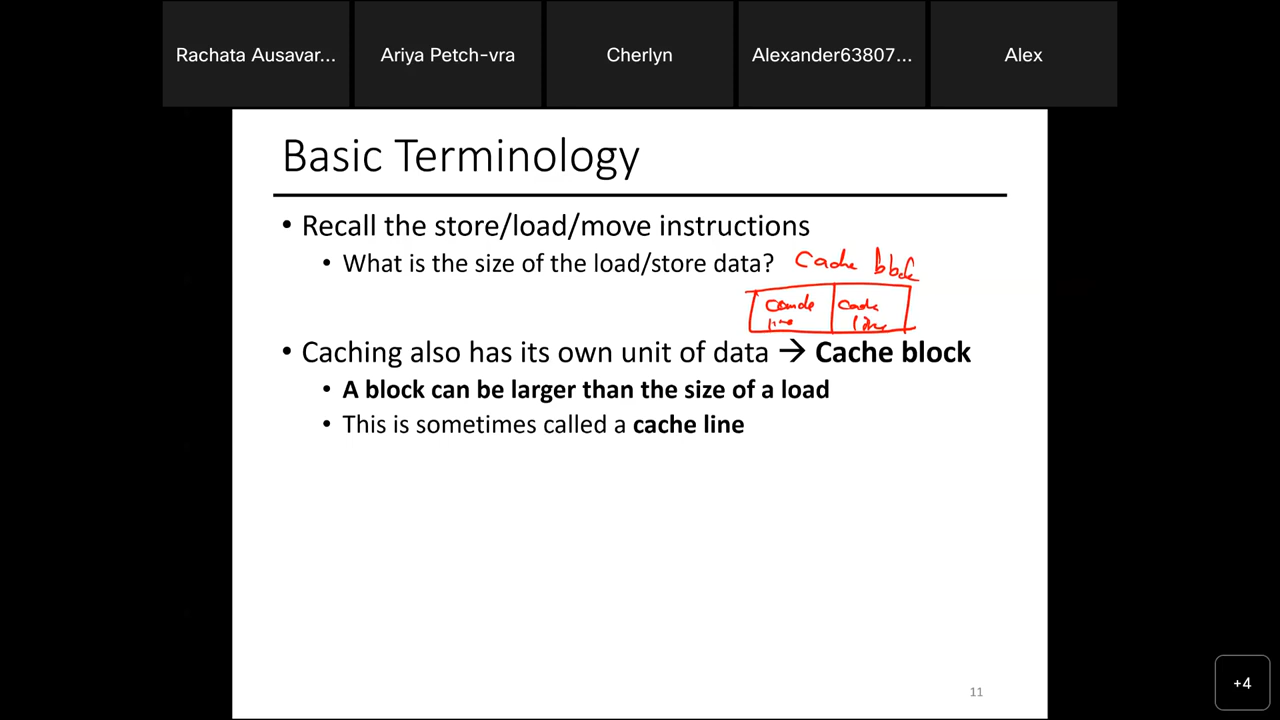 Rachata Ausavar...
Ariya Petch-vra
Cherlyn
Alexander63807...
Alex
Basic Terminology
• Recall the store/load/move instructions
• What is the size of the load/store data? Cache block
cache line
cache line
• Caching also has its own unit of data → Cache block
• A block can be larger than the size of a load
• This is sometimes called a cache line
11
+4